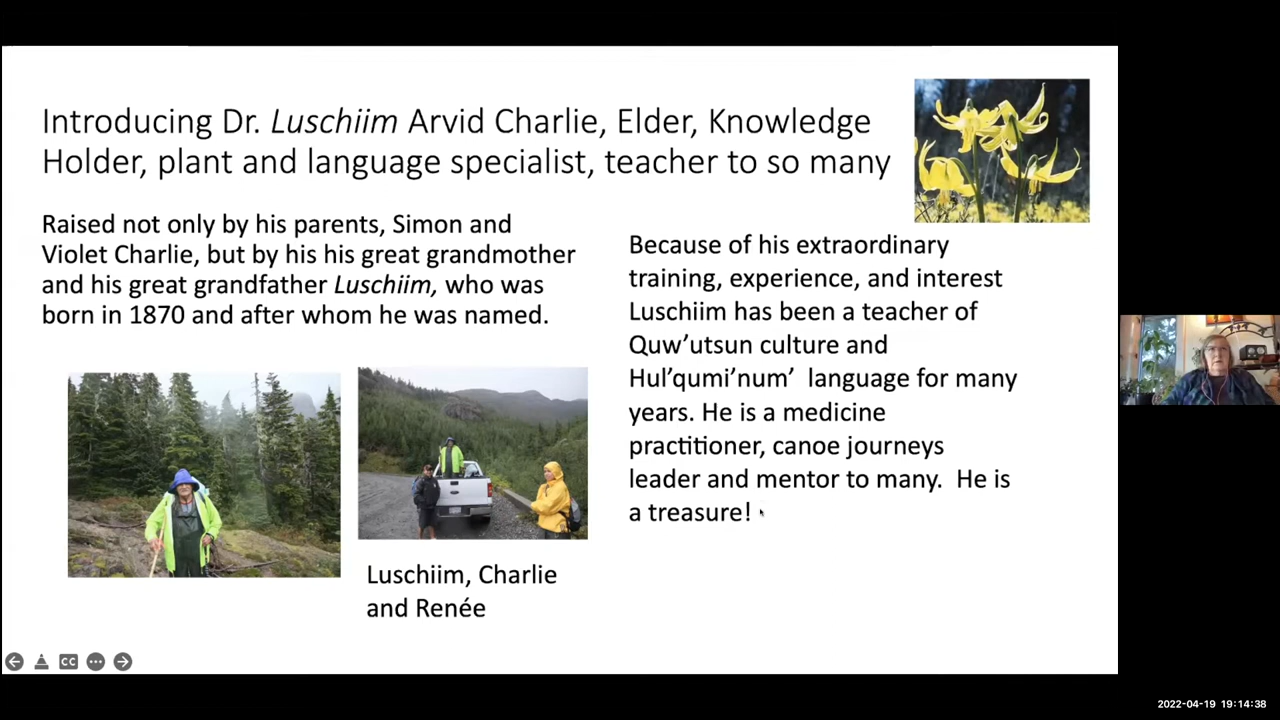 Introducing Dr. Luschiim Arvid Charlie, Elder, Knowledge
Holder, plant and language specialist, teacher to so many
Raised not only by his parents, Simon and
Violet Charlie, but by his his great grandmother
and his great grandfather Luschiim, who was
born in 1870 and after whom he was named.
Because of his extraordinary
training, experience, and interest
Luschiim has been a teacher of
Quw’utsun culture and
Hul’qumi’num’ language for many
years. He is a medicine
practitioner, canoe journeys
leader and mentor to many. He is
a treasure!
Luschiim, Charlie
and Renée
CC
2022-04-19 19:14:38